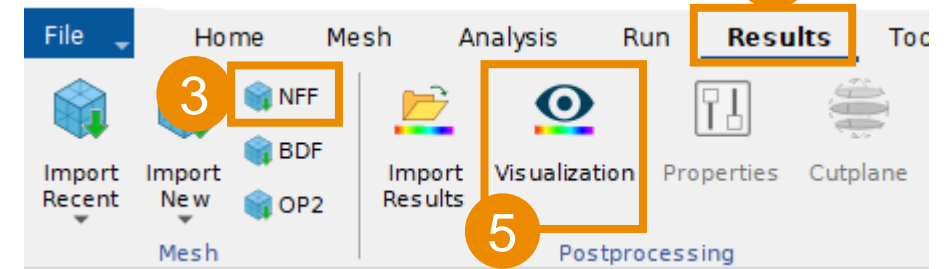 File Home Mesh Analysis Run Results Too
3 NFF
BDF
Import Recent Import New OP2 Import Results Visualization Properties Cutplane
5
Mesh Postprocessing